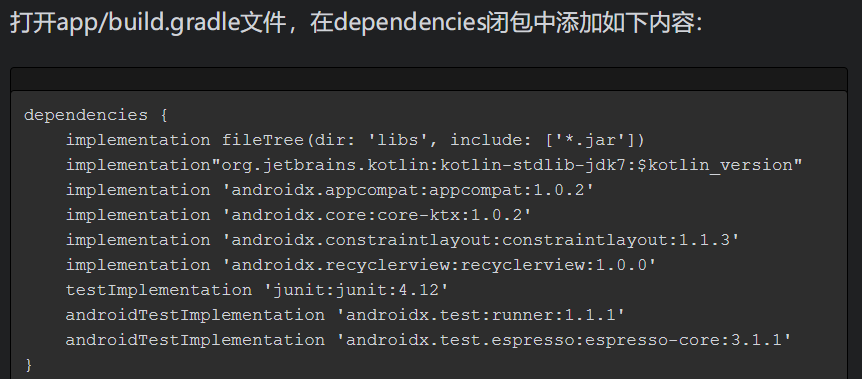 打开app/build.gradle文件，在dependencies闭包中添加如下内容：
dependencies {
    implementation fileTree(dir: 'libs', include: ['*.jar'])
    implementation"org.jetbrains.kotlin:kotlin-stdlib-jdk7:$kotlin_version"
    implementation 'androidx.appcompat:appcompat:1.0.2'
    implementation 'androidx.core:core-ktx:1.0.2'
    implementation 'androidx.constraintlayout:constraintlayout:1.1.3'
    implementation 'androidx.recyclerview:recyclerview:1.0.0'
    testImplementation 'junit:junit:4.12'
    androidTestImplementation 'androidx.test:runner:1.1.1'
    androidTestImplementation 'androidx.test.espresso:espresso-core:3.1.1'
}